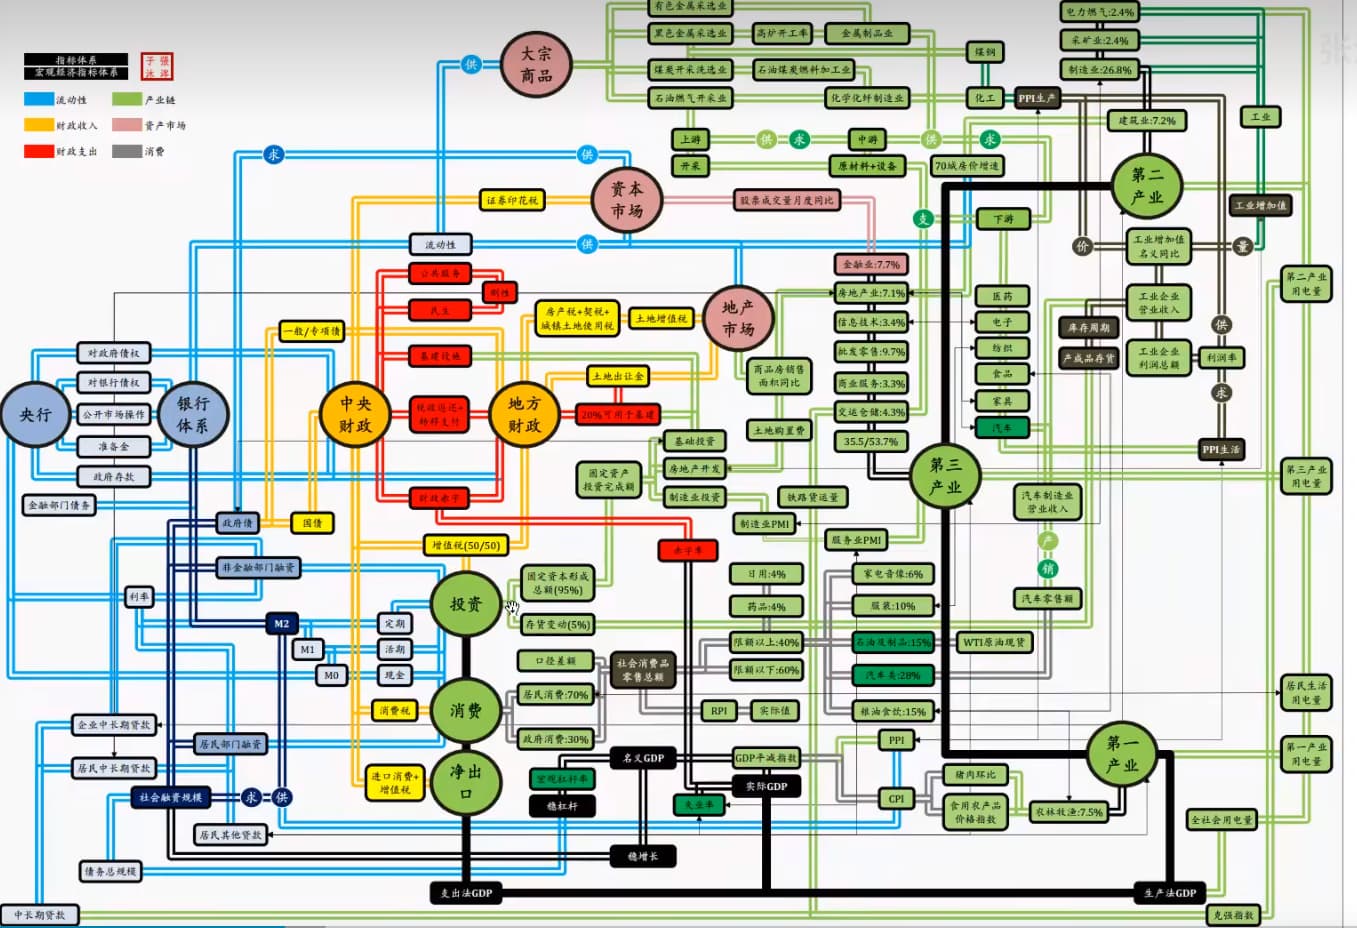 指标体系
宏观经济指标体系
流动性
产业链
财政收入
资产市场
财政支出
消费
大宗
商品
供
有色金属采选业
黑色金属采选业
高炉开工率
金属制品业
煤炭开采洗选业
石油煤炭燃料加工业
石油燃气开采业
化学化纤制造业
煤钢
化工
PPI生产
电力燃气:2.4%
采矿业:2.4%
制造业:26.8%
建筑业:7.2%
工业
上游
供
求
中游
供
求
开采
原材料+设备
70城房价增速
求
供
资本
市场
证券印花税
股票成交量月度同比
第二
产业
支
下游
工业增加值
流动性
供
价
工业增加值
名义同比
量
公共服务
刚性
民生
金融业:7.7%
房地产业:7.1%
信息技术:3.4%
批发零售:9.7%
商业服务:3.3%
交运仓储:4.3%
35.5/53.7%
医药
电子
纺织
食品
家具
汽车
第二产业
用电量
地产
市场
房产税+契税+
城镇土地使用税
土地增值税
一般/专项债
基建设施
库存周期
产成品存货
工业企业
营业收入
工业企业
利润总额
利润率
供
求
对政府债权
对银行债权
公开市场操作
准备金
政府存款
央行
银行
体系
中央
财政
税收返还+
转移支付
地方
财政
土地出让金
20%可用于基建
商品房销售
面积同比
土地购置费
基础投资
房地产开发
制造业投资
固定资产
投资完成额
PPI生活
第三
产业
第三产业
用电量
金融部门债务
政府债
国债
财政赤字
铁路货运量
制造业PMI
服务业PMI
汽车制造业
营业收入
产
销
汽车零售额
增值税(50/50)
赤字率
非金融部门融资
利率
投资
固定资本形成
总额(95%)
存货变动(5%)
日用:4%
药品:4%
限额以上:40%
限额以下:60%
家电音像:6%
服装:10%
石油及制品:15%
WTI原油现货
汽车类:28%
粮油食饮:15%
M2
定期
M1
活期
M0
现金
口径差额
社会消费品
零售总额
居民消费:70%
RPI
实际值
居民生活
用电量
消费税
消费
政府消费:30%
企业中长期贷款
居民部门融资
居民中长期贷款
社会融资规模
求
供
居民其他贷款
债务总规模
中长期贷款
进口消费+
增值税
净出
口
名义GDP
GDP平减指数
宏观杠杆率
稳杠杆
实际GDP
失业率
稳增长
PPI
CPI
猪肉环比
食用农产品
价格指数
农林牧渔:7.5%
第一
产业
第一产业
用电量
全社会用电量
支出法GDP
生产法GDP
克强指数